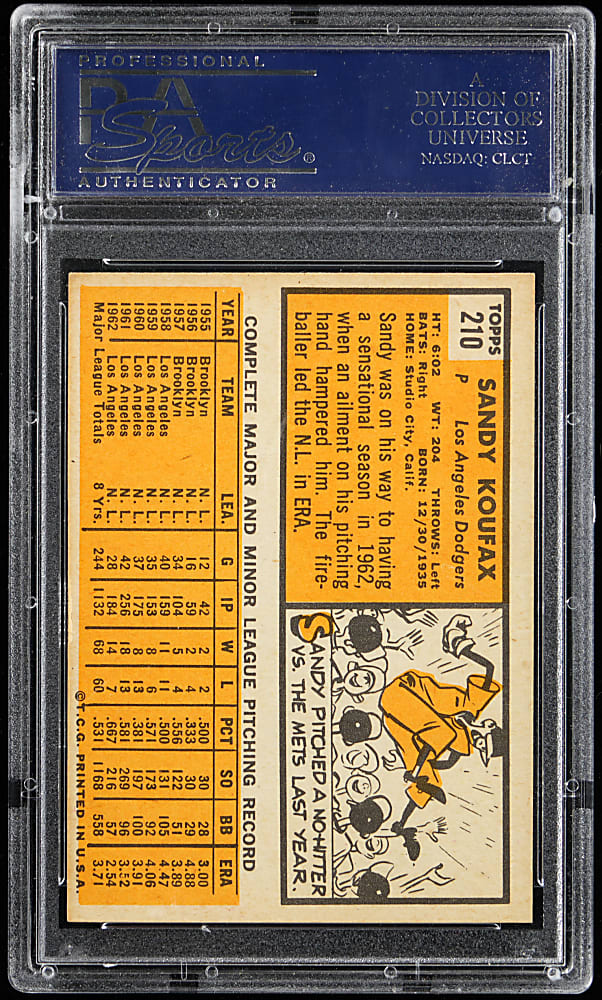 PROFESSIONAL
PSA
Sports®
AUTHENTICATOR
A
DIVISION OF
COLLECTORS
UNIVERSE
NASDAQ: CLCT
TOPPS
210
SANDY KOUFAX
P Los Angeles Dodgers
HT: 6:02 WT: 204 THROWS: Left
BATS: Right BORN: 12/30/1935
HOME: Studio City, Calif.
Sandy was on his way to having
a sensational season in 1962,
when an ailment on his pitching
hand hampered him. The fire-
baller led the N.L. in ERA.
SANDY PITCHED A NO-HITTER
VS. THE METS LAST YEAR.
COMPLETE MAJOR AND MINOR LEAGUE PITCHING RECORD
YEAR TEAM LEA. G IP W L PCT SO BB ERA
1955 Brooklyn N. L. 12 42 2 2 .500 30 28 3.00
1956 Brooklyn N. L. 16 59 2 4 .333 30 29 4.88
1957 Brooklyn N. L. 34 104 5 4 .556 122 51 3.89
1958 Los Angeles N. L. 40 159 11 11 .500 131 105 4.47
1959 Los Angeles N. L. 35 153 8 6 .571 173 92 4.06
1960 Los Angeles N. L. 37 175 8 13 .381 197 100 3.91
1961 Los Angeles N. L. 42 256 18 13 .581 269 96 3.52
1962 Los Angeles N. L. 28 184 14 7 .667 216 57 2.54
Major League Totals 8 Yrs. 244 1132 68 60 .531 1168 558 3.71
©T.C.G. PRINTED IN U.S.A.